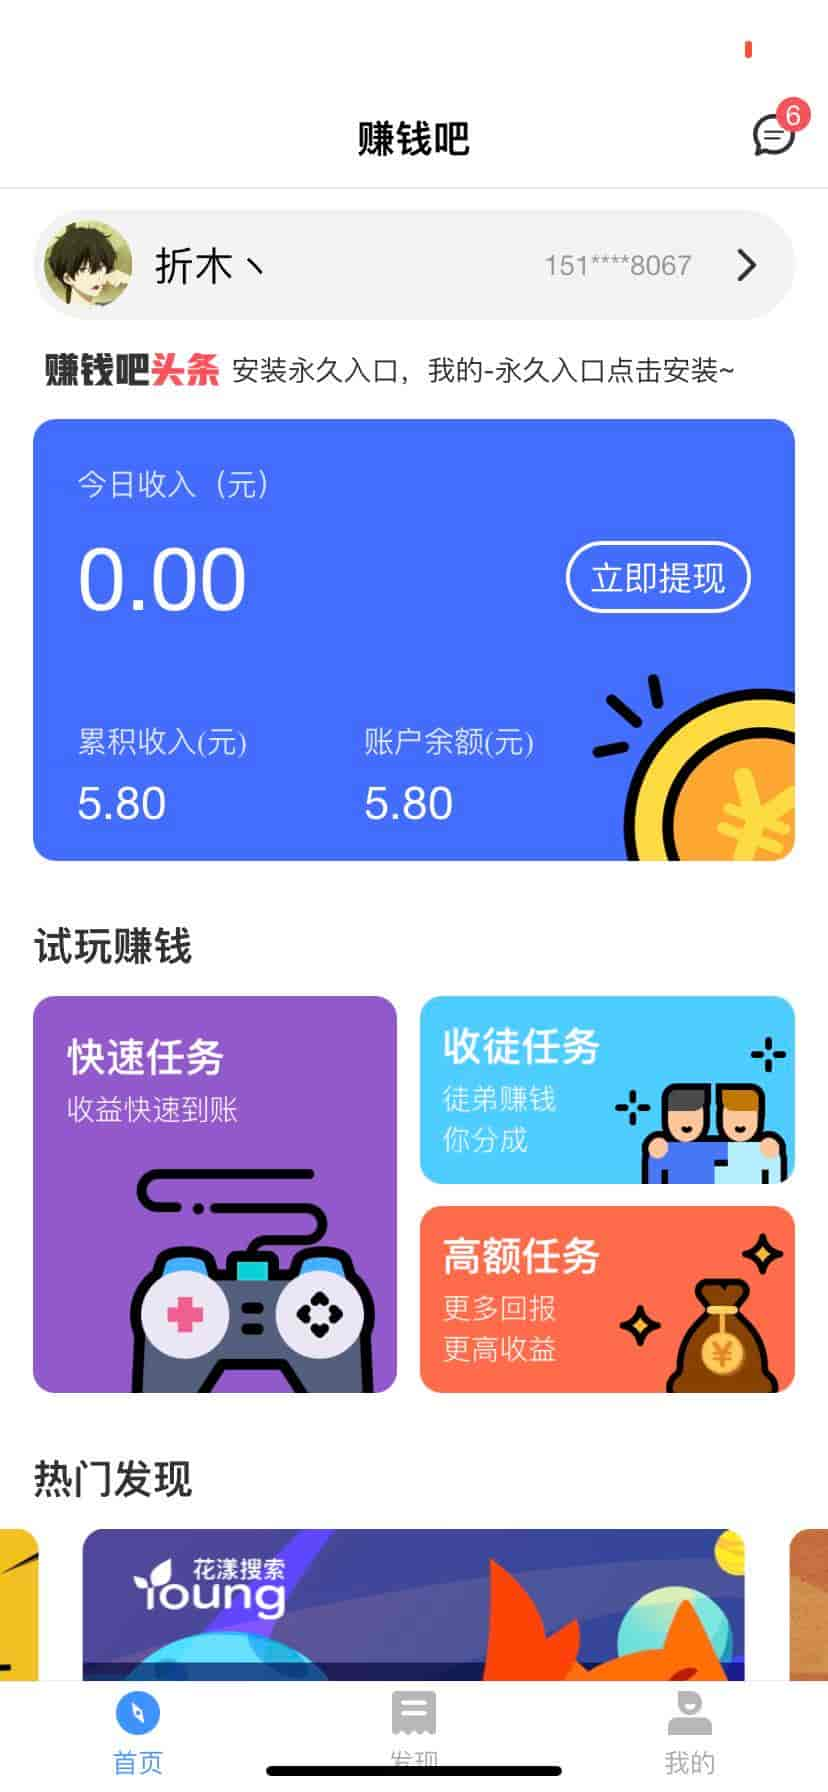 赚钱吧
6
折木丶
151****8067
赚钱吧头条 安装永久入口，我的-永久入口点击安装~
今日收入（元）
0.00
立即提现
累积收入(元)
账户余额(元)
5.80
5.80
试玩赚钱
快速任务
收益快速到账
收徒任务
徒弟赚钱
你分成
高额任务
更多回报
更高收益
热门发现
花漾搜索
Young
首页
发现
我的